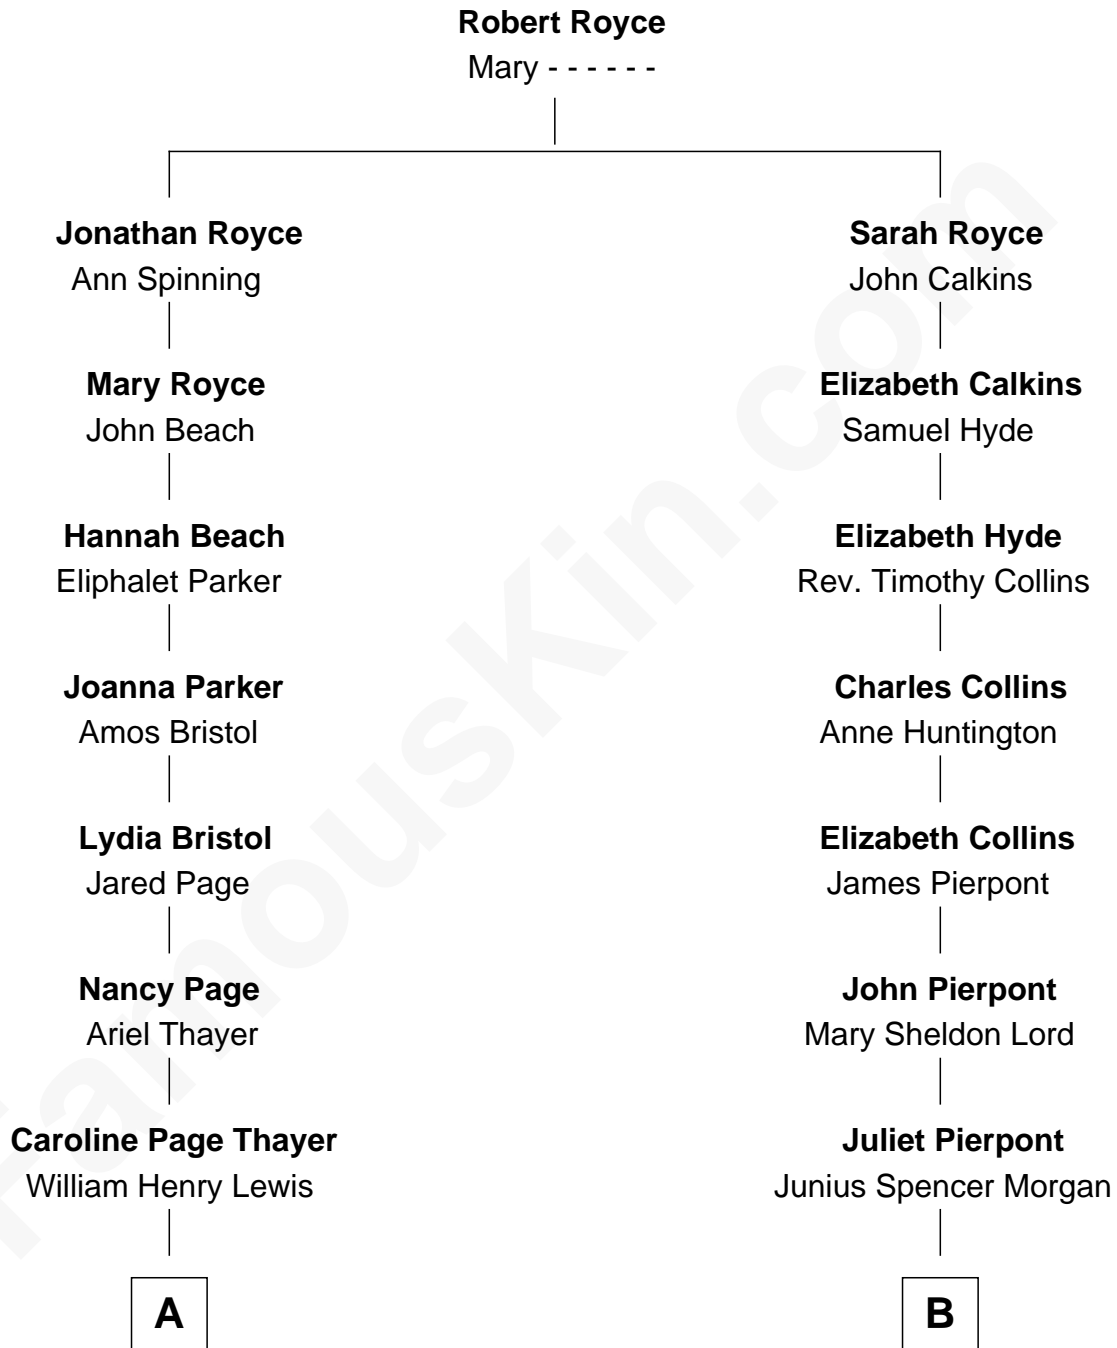 Robert Royce
Mary - - - - - -
Jonathan Royce
Ann Spinning
Sarah Royce
John Calkins
Mary Royce
John Beach
Elizabeth Calkins
Samuel Hyde
Hannah Beach
Eliphalet Parker
Elizabeth Hyde
Rev. Timothy Collins
Joanna Parker
Amos Bristol
Charles Collins
Anne Huntington
Lydia Bristol
Jared Page
Elizabeth Collins
James Pierpont
Nancy Page
Ariel Thayer
John Pierpont
Mary Sheldon Lord
Caroline Page Thayer
William Henry Lewis
Juliet Pierpont
Junius Spencer Morgan
A
B
FamousKin.com